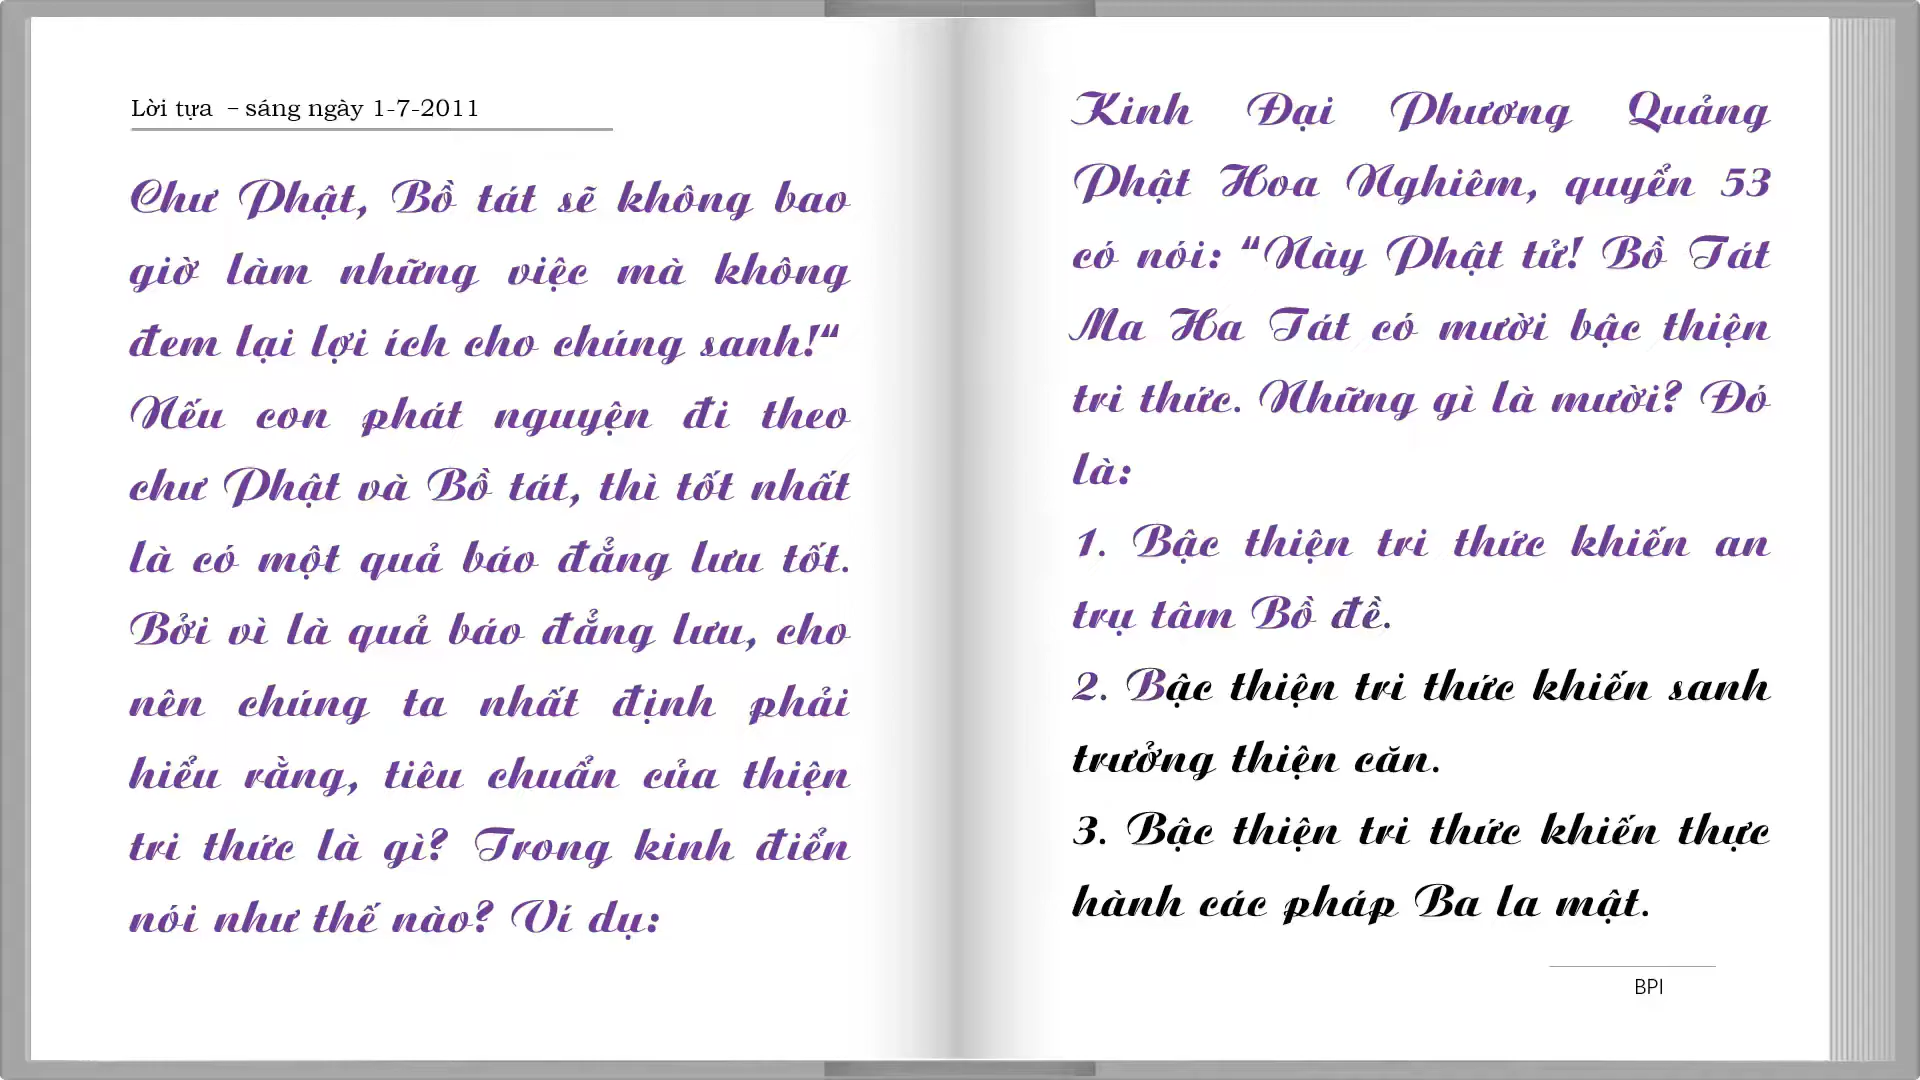 Lời tựa – sáng ngày 1-7-2011
Chư Phật, Bồ tát sẽ không bao
giờ làm những việc mà không
đem lại lợi ích cho chúng sanh!“
Nếu con phát nguyện đi theo
chư Phật và Bồ tát, thì tốt nhất
là có một quả báo đẳng lưu tốt.
Bởi vì là quả báo đẳng lưu, cho
nên chúng ta nhất định phải
hiểu rằng, tiêu chuẩn của thiện
tri thức là gì? Trong kinh điển
nói như thế nào? Ví dụ:
Kinh Đại Phương Quảng
Phật Hoa Nghiêm, quyển 53
có nói: “Này Phật tử! Bồ Tát
Ma Ha Tát có mười bậc thiện
tri thức. Những gì là mười? Đó
là:
1. Bậc thiện tri thức khiến an
trụ tâm Bồ đề.
2. Bậc thiện tri thức khiến sanh
trưởng thiện căn.
3. Bậc thiện tri thức khiến thực
hành các pháp Ba la mật.
BPI